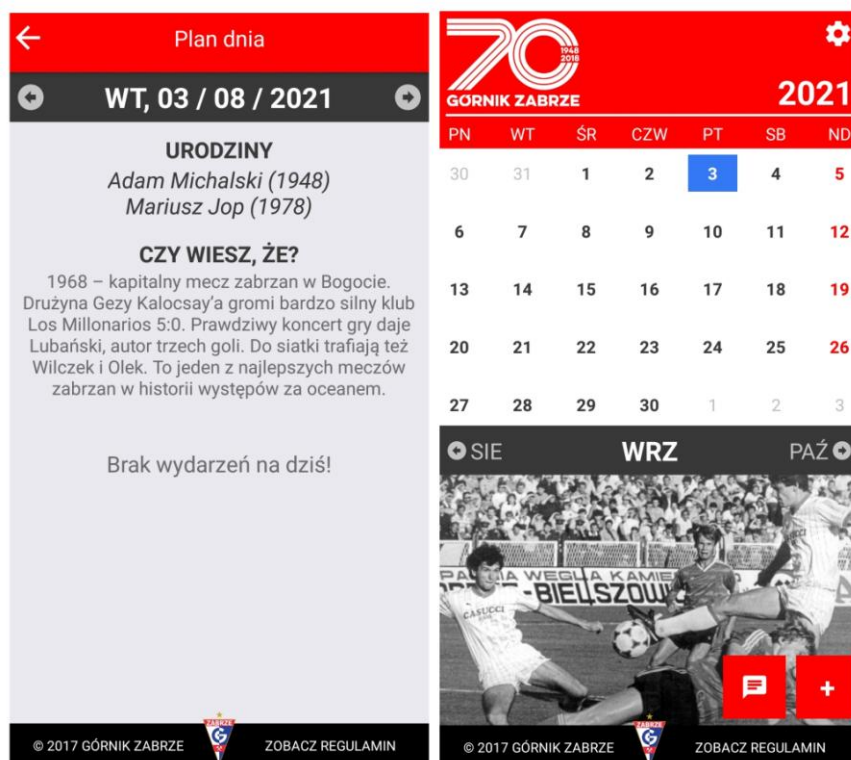 Plan dnia
WT, 03 / 08 / 2021
URODZINY
Adam Michalski (1948)
Mariusz Jop (1978)
CZY WIESZ, ŻE?
1968 – kapitalny mecz zabrzan w Bogocie.
Drużyna Gezy Kalocsay'a gromi bardzo silny klub
Los Millonarios 5:0. Prawdziwy koncert gry daje
Lubański, autor trzech goli. Do siatki trafiają też
Wilczek i Olek. To jeden z najlepszych meczów
zabrzan w historii występów za oceanem.
Brak wydarzeń na dziś!
ZABRZE
© 2017 GÓRNIK ZABRZE ZOBACZ REGULAMIN
70 1948 2018
GÓRNIK ZABRZE
2021
PN WT ŚR CZW PT SB ND
30 31 1 2 3 4 5
6 7 8 9 10 11 12
13 14 15 16 17 18 19
20 21 22 23 24 25 26
27 28 29 30 1 2 3
SIE WRZ PAŹ
WĘGLA KAMIE
-BIELSZOW
CASUCCI
ZABRZE
© 2017 GÓRNIK ZABRZE ZOBACZ REGULAMIN